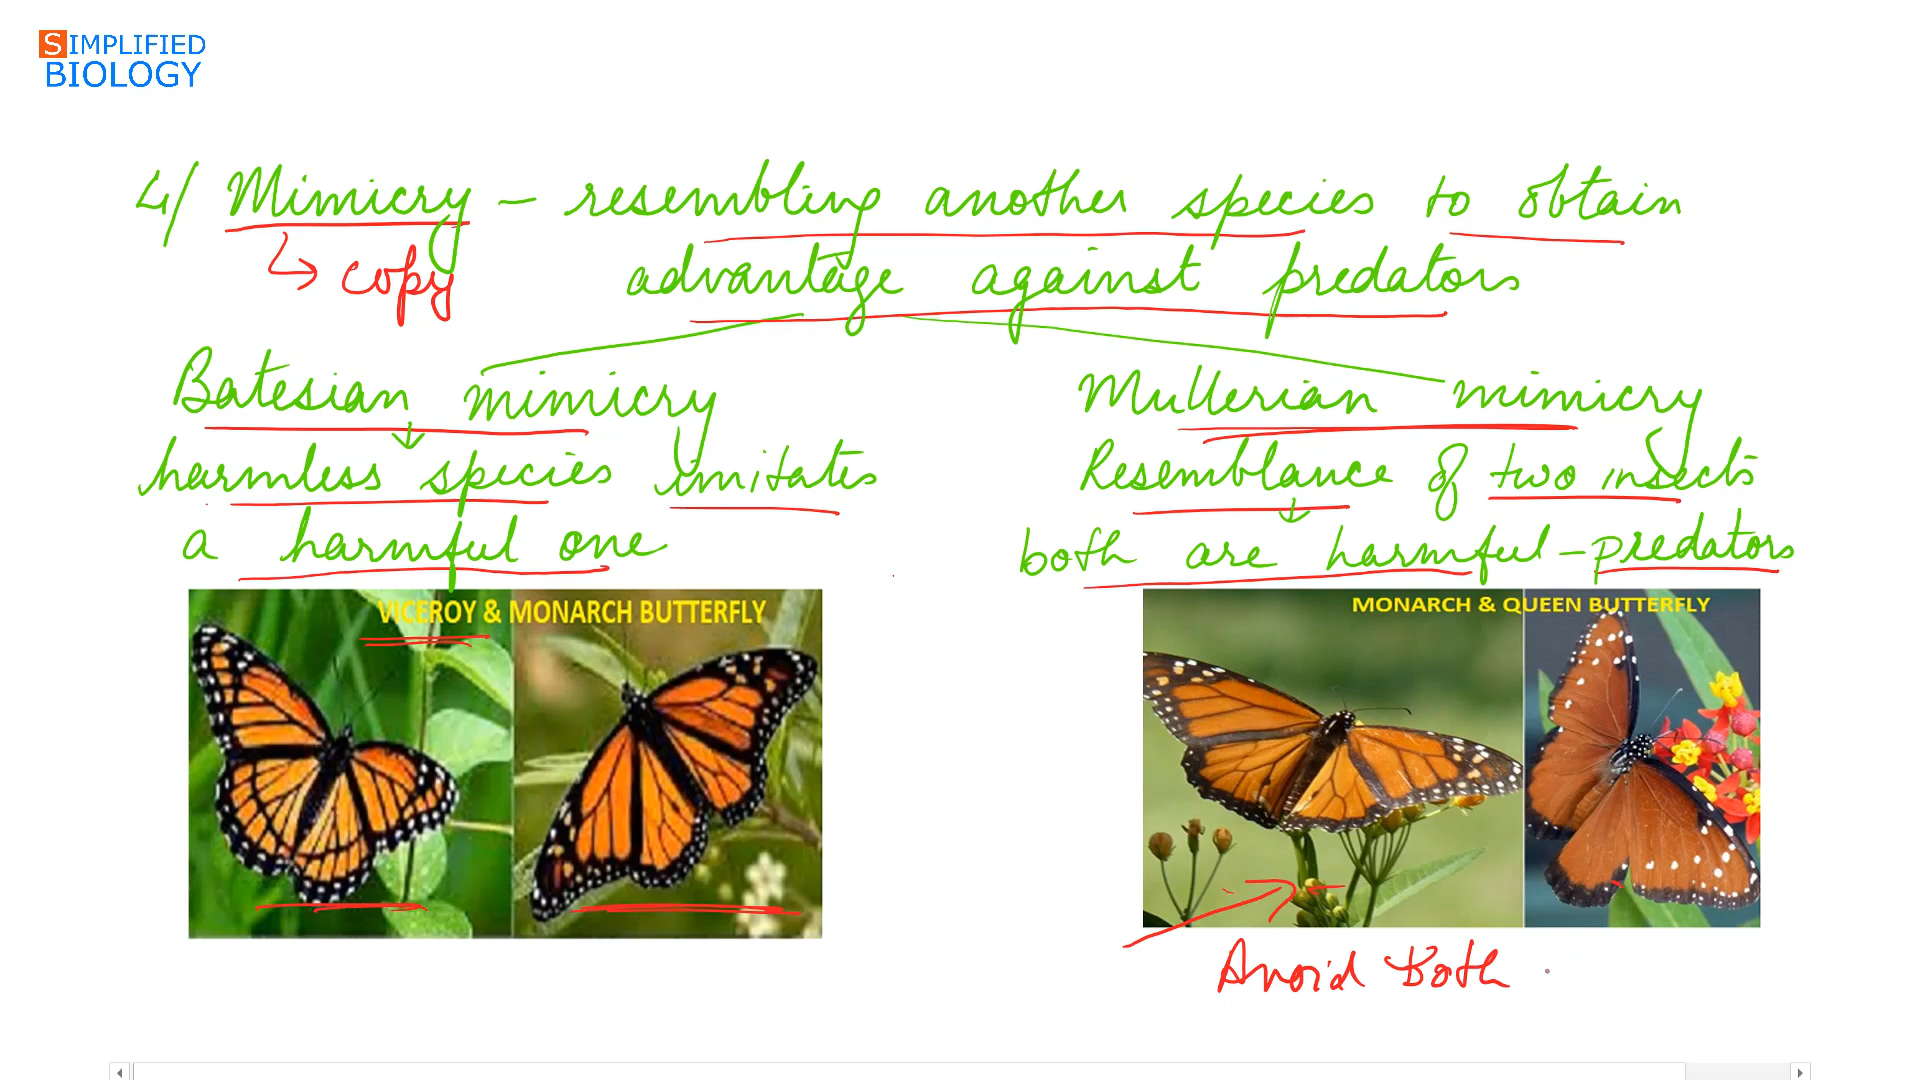 SIMPLIFIED
BIOLOGY
4/ Mimicry - resembling another species to obtain
advantage against predators
↳ copy
Batesian mimicry
harmless species imitates
a harmful one
VICEROY & MONARCH BUTTERFLY
Mullerian mimicry
Resemblance of two insects
both are harmful - predators
MONARCH & QUEEN BUTTERFLY
Avoid Both